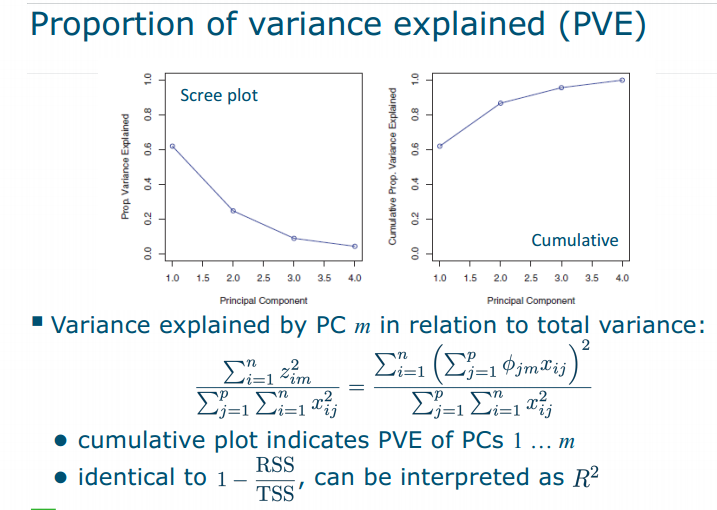 Proportion of variance explained (PVE)
Scree plot
Prop. Variance Explained
0.0 0.2 0.4 0.6 0.8 1.0
1.0 1.5 2.0 2.5 3.0 3.5 4.0
Principal Component
Cumulative Prop. Variance Explained
0.0 0.2 0.4 0.6 0.8 1.0
Cumulative
1.0 1.5 2.0 2.5 3.0 3.5 4.0
Principal Component
■ Variance explained by PC m in relation to total variance:
\frac{\sum_{i=1}^{n} z_{im}^{2}}{\sum_{j=1}^{p} \sum_{i=1}^{n} x_{ij}^{2}} = \frac{\sum_{i=1}^{n} \left( \sum_{j=1}^{p} \phi_{jm} x_{ij} \right)^{2}}{\sum_{j=1}^{p} \sum_{i=1}^{n} x_{ij}^{2}}
● cumulative plot indicates PVE of PCs 1 … m
● identical to 1 − \frac{RSS}{TSS}, can be interpreted as R²